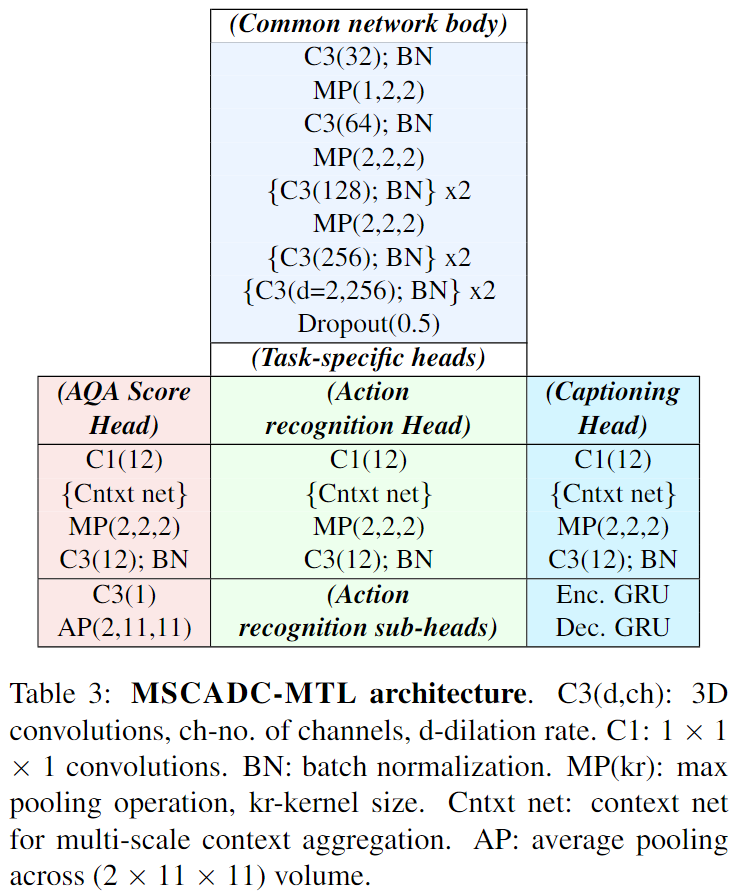 (Common network body)
C3(32); BN
MP(1,2,2)
C3(64); BN
MP(2,2,2)
{C3(128); BN} x2
MP(2,2,2)
{C3(256); BN} x2
{C3(d=2,256); BN} x2
Dropout(0.5)
(Task-specific heads)
(AQA Score Head)
(Action recognition Head)
(Captioning Head)
C1(12) C1(12) C1(12)
{Cntxt net} {Cntxt net} {Cntxt net}
MP(2,2,2) MP(2,2,2) MP(2,2,2)
C3(12); BN C3(12); BN C3(12); BN
C3(1) (Action Enc. GRU
AP(2,11,11) recognition sub-heads) Dec. GRU
Table 3: MSCADC-MTL architecture. C3(d,ch): 3D
convolutions, ch-no. of channels, d-dilation rate. C1: 1 × 1
× 1 convolutions. BN: batch normalization. MP(kr): max
pooling operation, kr-kernel size. Cntxt net: context net
for multi-scale context aggregation. AP: average pooling
across (2 × 11 × 11) volume.